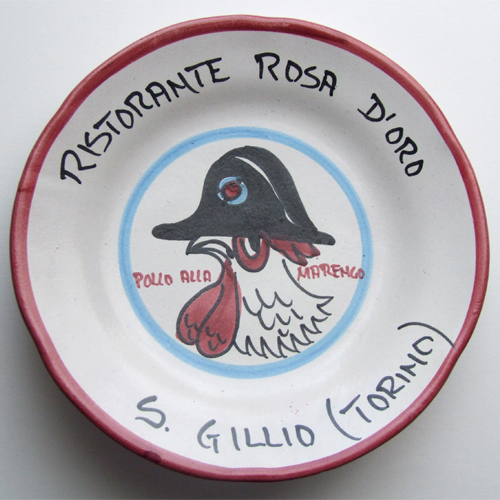 RISTORANTE ROSA D'ORO
POLLO ALLA MARENGO
S. GILLIO (TORINO)